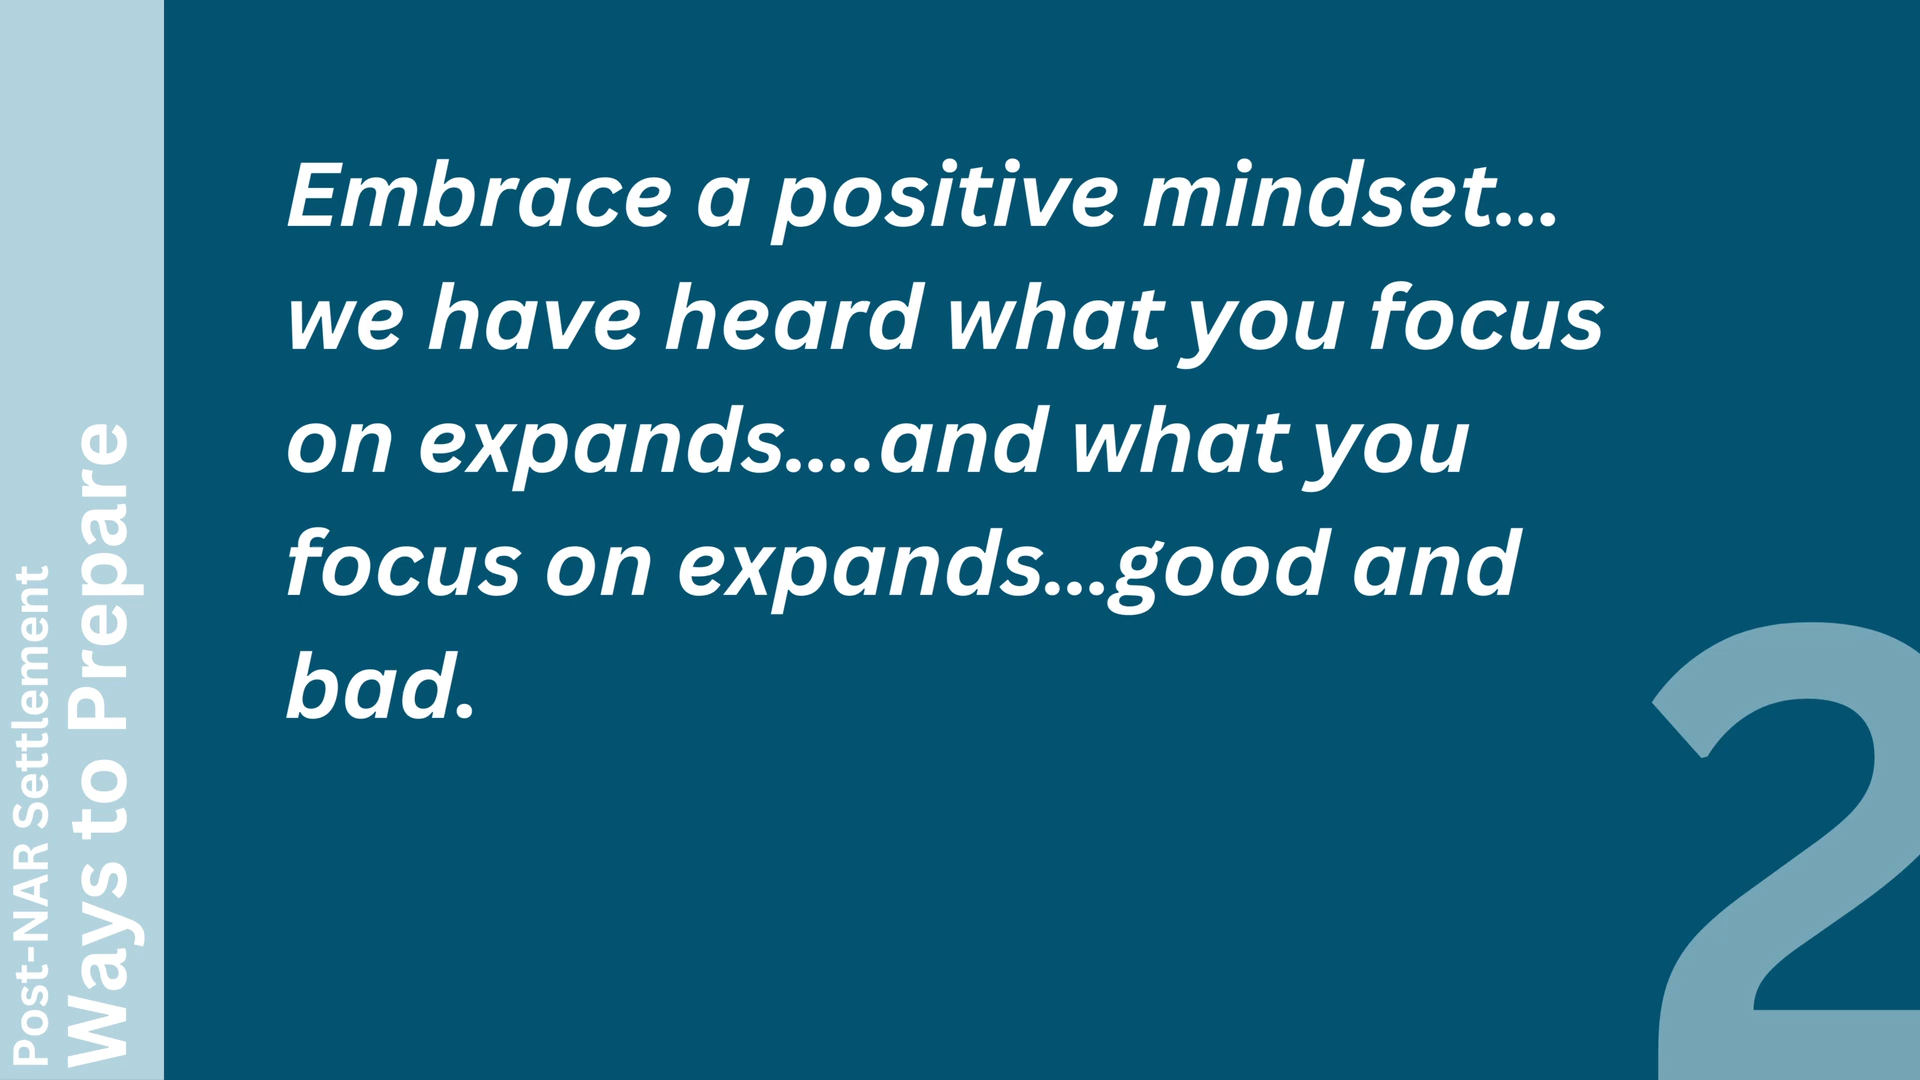 Post-NAR Settlement
Ways to Prepare
Embrace a positive mindset...
we have heard what you focus
on expands....and what you
focus on expands...good and
bad.
2